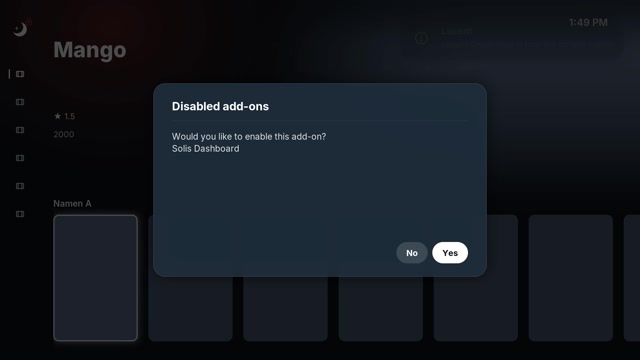 1:49 PM
Mango
★ 1.5
2000
Disabled add-ons
Would you like to enable this add-on?
Solis Dashboard
No
Yes
Namen A